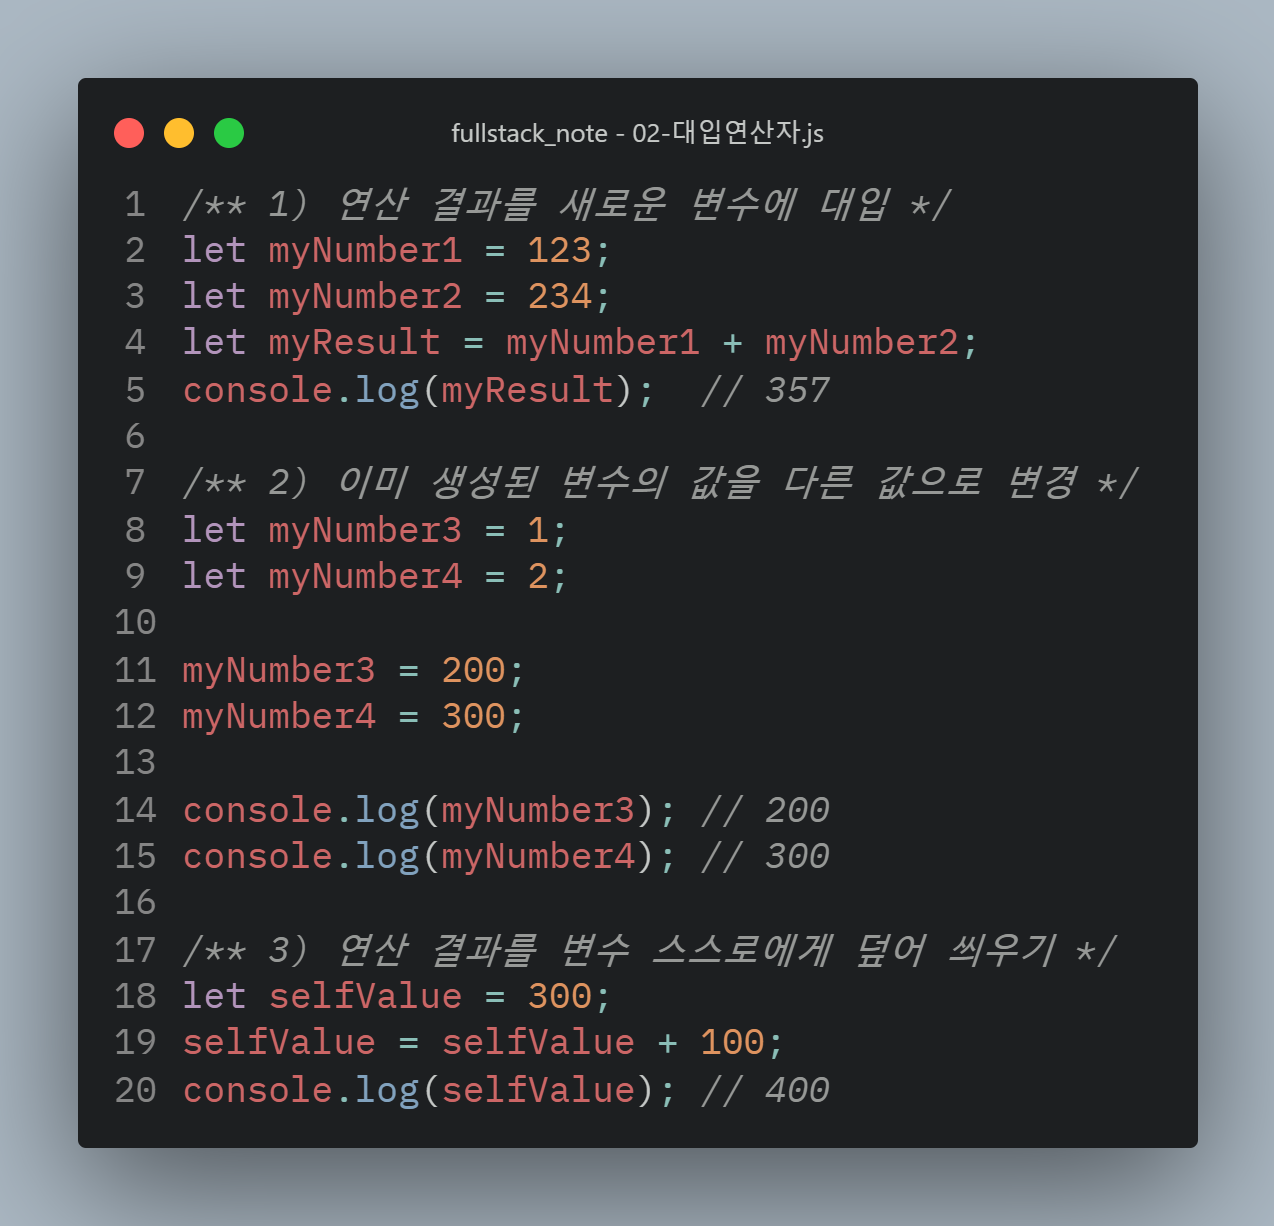 fullstack_note - 02-대입연산자.js
1 /** 1) 연산 결과를 새로운 변수에 대입 */
2 let myNumber1 = 123;
3 let myNumber2 = 234;
4 let myResult = myNumber1 + myNumber2;
5 console.log(myResult);  // 357
6
7 /** 2) 이미 생성된 변수의 값을 다른 값으로 변경 */
8 let myNumber3 = 1;
9 let myNumber4 = 2;
10
11 myNumber3 = 200;
12 myNumber4 = 300;
13
14 console.log(myNumber3); // 200
15 console.log(myNumber4); // 300
16
17 /** 3) 연산 결과를 변수 스스로에게 덮어 씌우기 */
18 let selfValue = 300;
19 selfValue = selfValue + 100;
20 console.log(selfValue); // 400